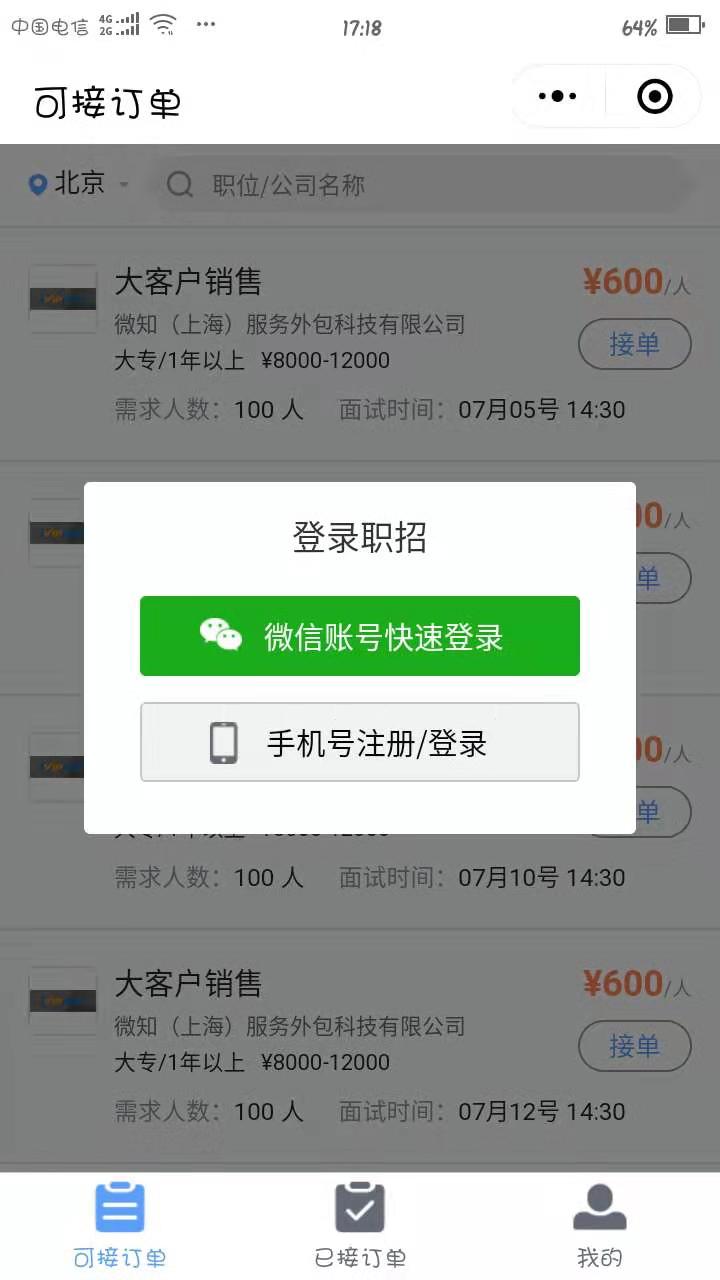 中国电信 4G 2G 17:18 64%
可接订单
北京 职位/公司名称
大客户销售 ¥600/人
微知（上海）服务外包科技有限公司
接单
大专/1年以上 ¥8000-12000
需求人数：100 人 面试时间：07月05号 14:30
00/人
单
登录职招
微信账号快速登录
手机号注册/登录
00/人
单
需求人数：100 人 面试时间：07月10号 14:30
大客户销售 ¥600/人
微知（上海）服务外包科技有限公司
接单
大专/1年以上 ¥8000-12000
需求人数：100 人 面试时间：07月12号 14:30
可接订单 已接订单 我的